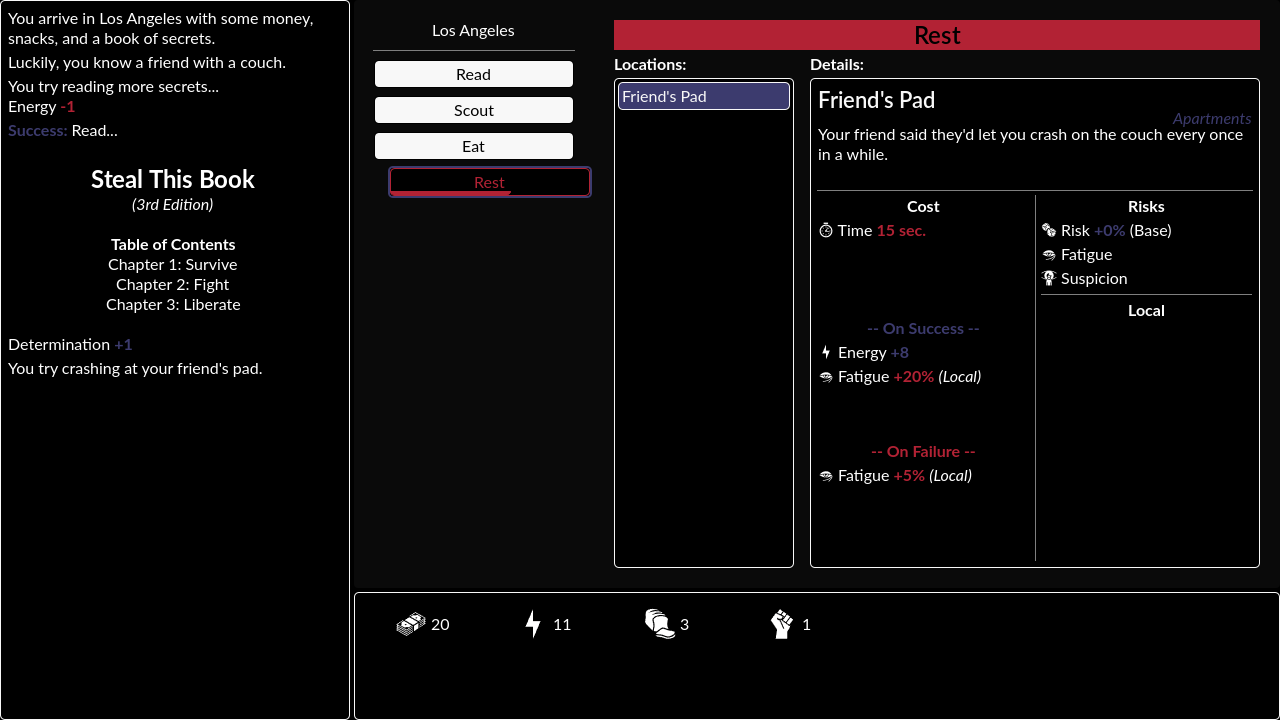 You arrive in Los Angeles with some money,
snacks, and a book of secrets.
Luckily, you know a friend with a couch.
You try reading more secrets...
Energy -1
Success: Read...
Steal This Book
(3rd Edition)
Table of Contents
Chapter 1: Survive
Chapter 2: Fight
Chapter 3: Liberate
Determination +1
You try crashing at your friend's pad.
Los Angeles
Read
Scout
Eat
Rest
Rest
Locations:
Friend's Pad
Details:
Friend's Pad
Apartments
Your friend said they'd let you crash on the couch every once
in a while.
Cost
Time 15 sec.
-- On Success --
Energy +8
Fatigue +20% (Local)
-- On Failure --
Fatigue +5% (Local)
Risks
Risk +0% (Base)
Fatigue
Suspicion
Local
20
11
3
1